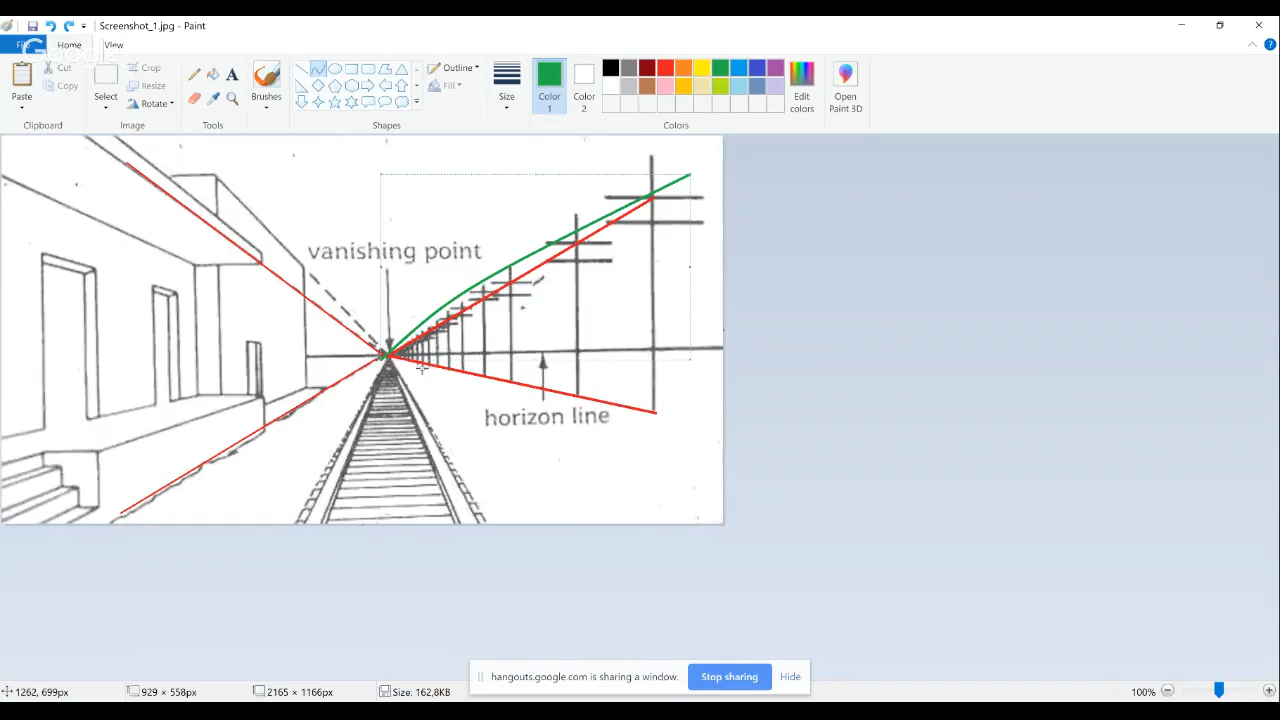 Screenshot_1.jpg - Paint
File Home View
Google
Paste
Cut
Copy
Clipboard
Select
Crop
Resize
Rotate
Image
A
Tools
Brushes
Outline
Fill
Shapes
Size
Color 1
Color 2
Edit colors
Colors
Open Paint 3D
vanishing point
horizon line
hangouts.google.com is sharing a window. Stop sharing Hide
1262, 699px 929 × 558px 2165 × 1166px Size: 162,8KB 100%